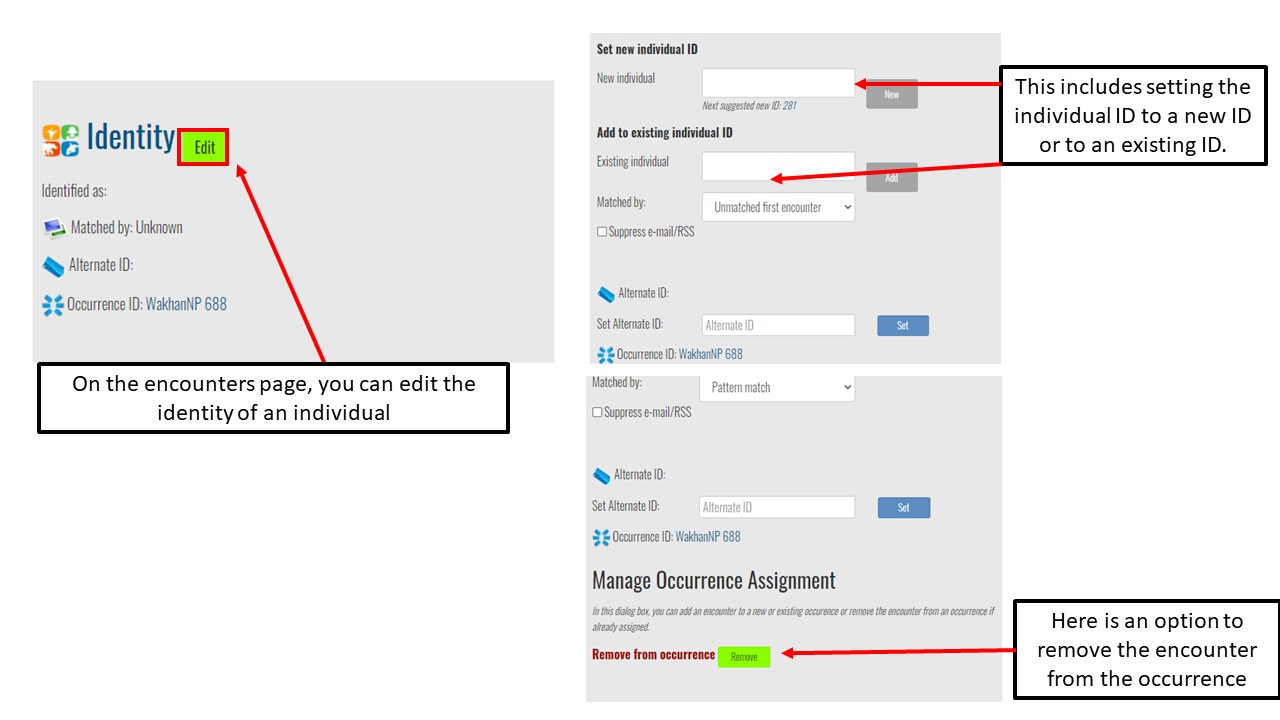 Identity
Edit
Identified as:
Matched by: Unknown
Alternate ID:
Occurrence ID: WakhanNP 688
On the encounters page, you can edit the
identity of an individual
Set new individual ID
New individual
New
Next suggested new ID: 281
Add to existing individual ID
Existing individual
Add
Matched by:
Unmatched first encounter
Suppress e-mail/RSS
Alternate ID:
Set Alternate ID:
Alternate ID
Set
Occurrence ID: WakhanNP 688
This includes setting the
individual ID to a new ID
or to an existing ID.
Matched by:
Pattern match
Suppress e-mail/RSS
Alternate ID:
Set Alternate ID:
Alternate ID
Set
Occurrence ID: WakhanNP 688
Manage Occurrence Assignment
In this dialog box, you can add an encounter to a new or existing occurence or remove the encounter from an occurrence if
already assigned.
Remove from occurrence
Remove
Here is an option to
remove the encounter
from the occurrence